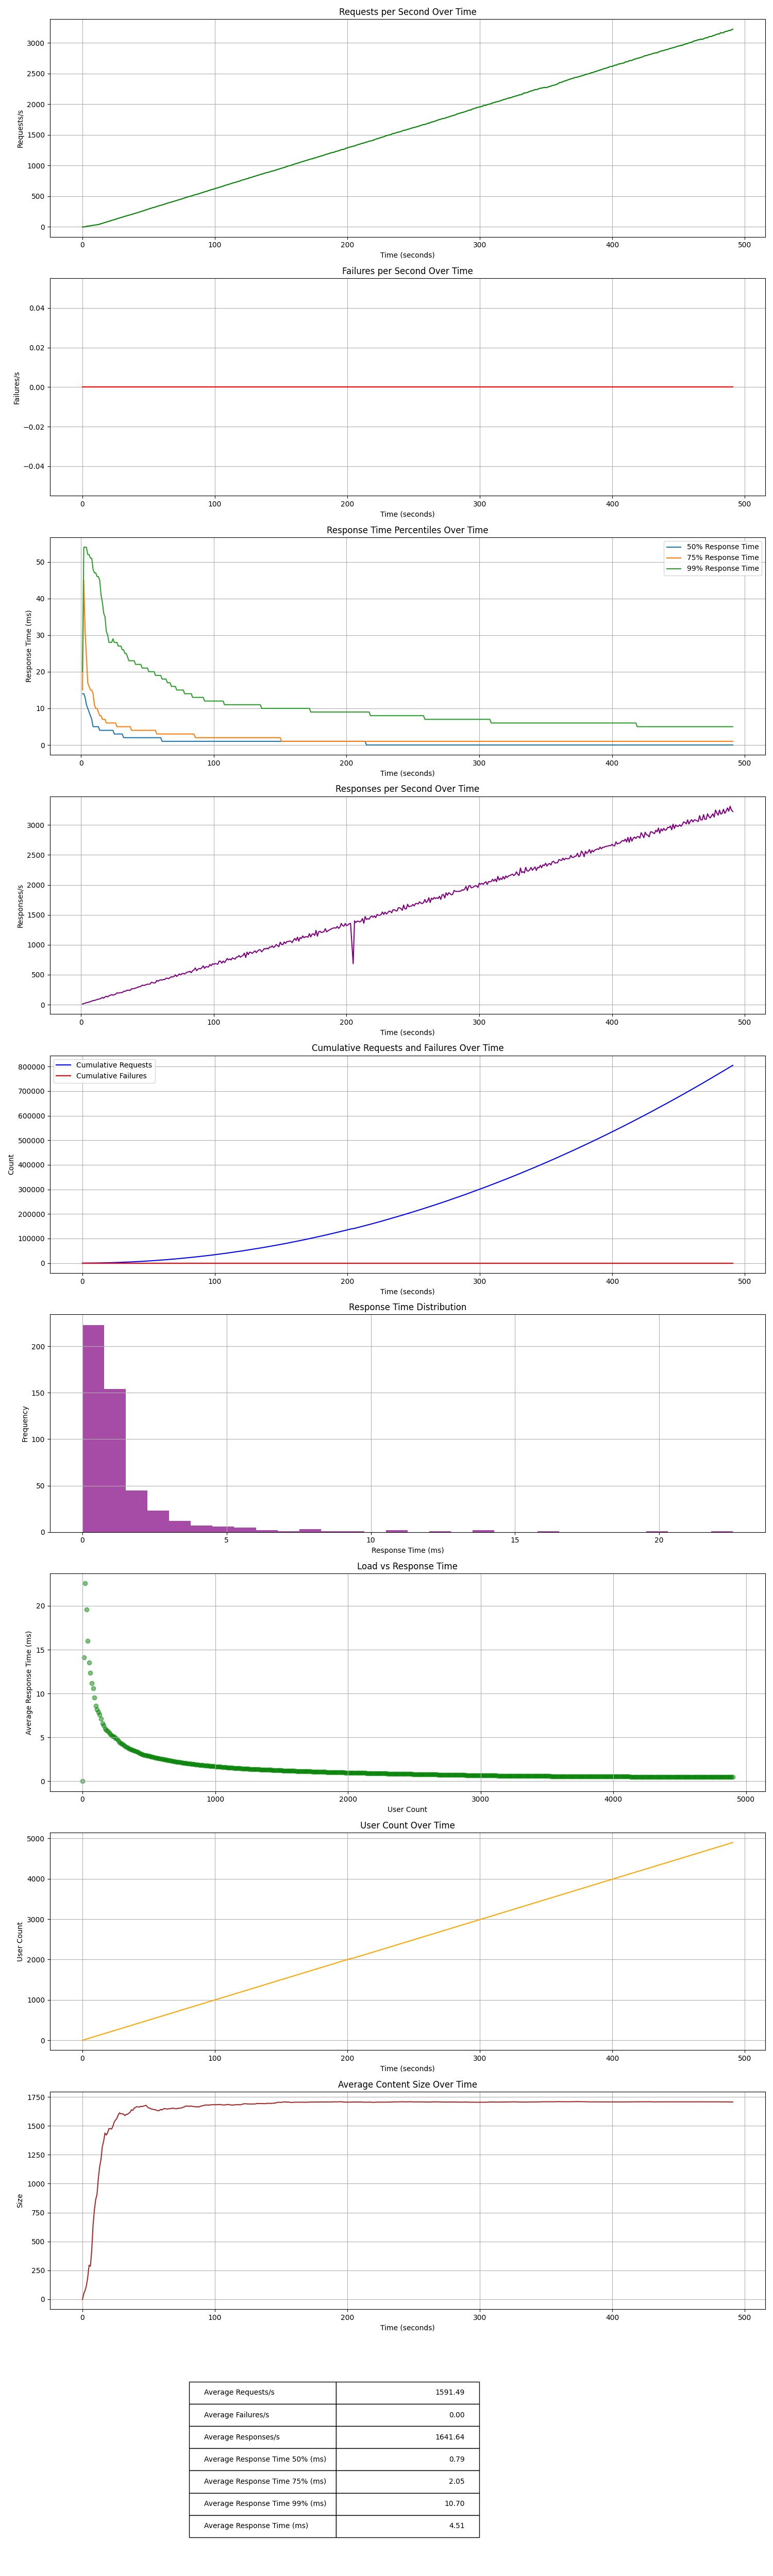 Requests per Second Over Time
3000
2500
2000
1500
1000
500
0
Requests/s
0 100 200 300 400 500
Time (seconds)
Failures per Second Over Time
0.04
0.02
0.00
−0.02
−0.04
Failures/s
0 100 200 300 400 500
Time (seconds)
Response Time Percentiles Over Time
50% Response Time
75% Response Time
99% Response Time
50
40
30
20
10
0
Response Time (ms)
0 100 200 300 400 500
Time (seconds)
Responses per Second Over Time
3000
2500
2000
1500
1000
500
0
Responses/s
0 100 200 300 400 500
Time (seconds)
Cumulative Requests and Failures Over Time
Cumulative Requests
Cumulative Failures
800000
700000
600000
500000
400000
300000
200000
100000
0
Count
0 100 200 300 400 500
Time (seconds)
Response Time Distribution
200
150
100
50
0
Frequency
0 5 10 15 20
Response Time (ms)
Load vs Response Time
20
15
10
5
0
Average Response Time (ms)
0 1000 2000 3000 4000 5000
User Count
User Count Over Time
5000
4000
3000
2000
1000
0
User Count
0 100 200 300 400 500
Time (seconds)
Average Content Size Over Time
1750
1500
1250
1000
750
500
250
0
Size
0 100 200 300 400 500
Time (seconds)
Average Requests/s 1591.49
Average Failures/s 0.00
Average Responses/s 1641.64
Average Response Time 50% (ms) 0.79
Average Response Time 75% (ms) 2.05
Average Response Time 99% (ms) 10.70
Average Response Time (ms) 4.51